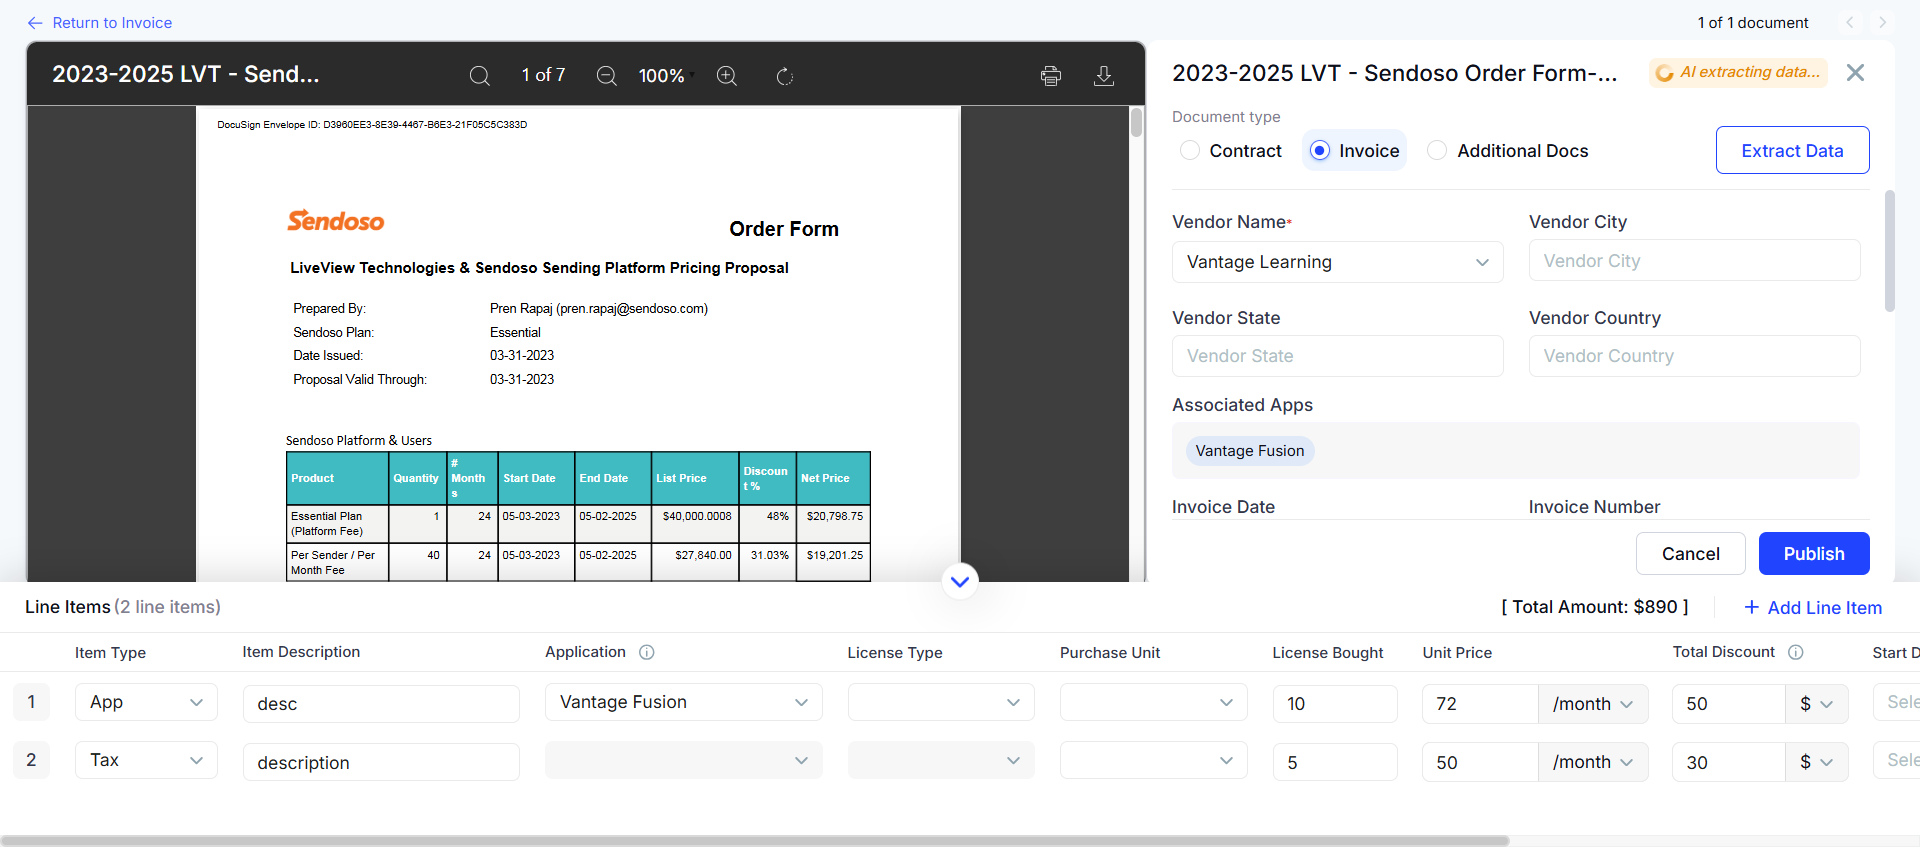 Return to Invoice
1 of 1 document
2023-2025 LVT - Send...
1 of 7
100%
2023-2025 LVT - Sendoso Order Form-...
AI extracting data...
DocuSign Envelope ID: D3960EE3-8E39-4467-B6E3-21F05C5C383D
Sendoso
Order Form
LiveView Technologies & Sendoso Sending Platform Pricing Proposal
Prepared By: Pren Rapaj (pren.rapaj@sendoso.com)
Sendoso Plan: Essential
Date Issued: 03-31-2023
Proposal Valid Through: 03-31-2023
Sendoso Platform & Users
Product Quantity # Month s Start Date End Date List Price Discoun t % Net Price
Essential Plan (Platform Fee) 1 24 05-03-2023 05-02-2025 $40,000.0008 48% $20,798.75
Per Sender / Per Month Fee 40 24 05-03-2023 05-02-2025 $27,840.00 31.03% $19,201.25
Document type
Contract Invoice Additional Docs Extract Data
Vendor Name* Vendor City
Vantage Learning Vendor City
Vendor State Vendor Country
Vendor State Vendor Country
Associated Apps
Vantage Fusion
Invoice Date Invoice Number
Cancel Publish
Line Items (2 line items) [ Total Amount: $890 ] + Add Line Item
Item Type Item Description Application License Type Purchase Unit License Bought Unit Price Total Discount Start D
1 App desc Vantage Fusion 10 72 /month 50 $ Sele
2 Tax description 5 50 /month 30 $ Sele